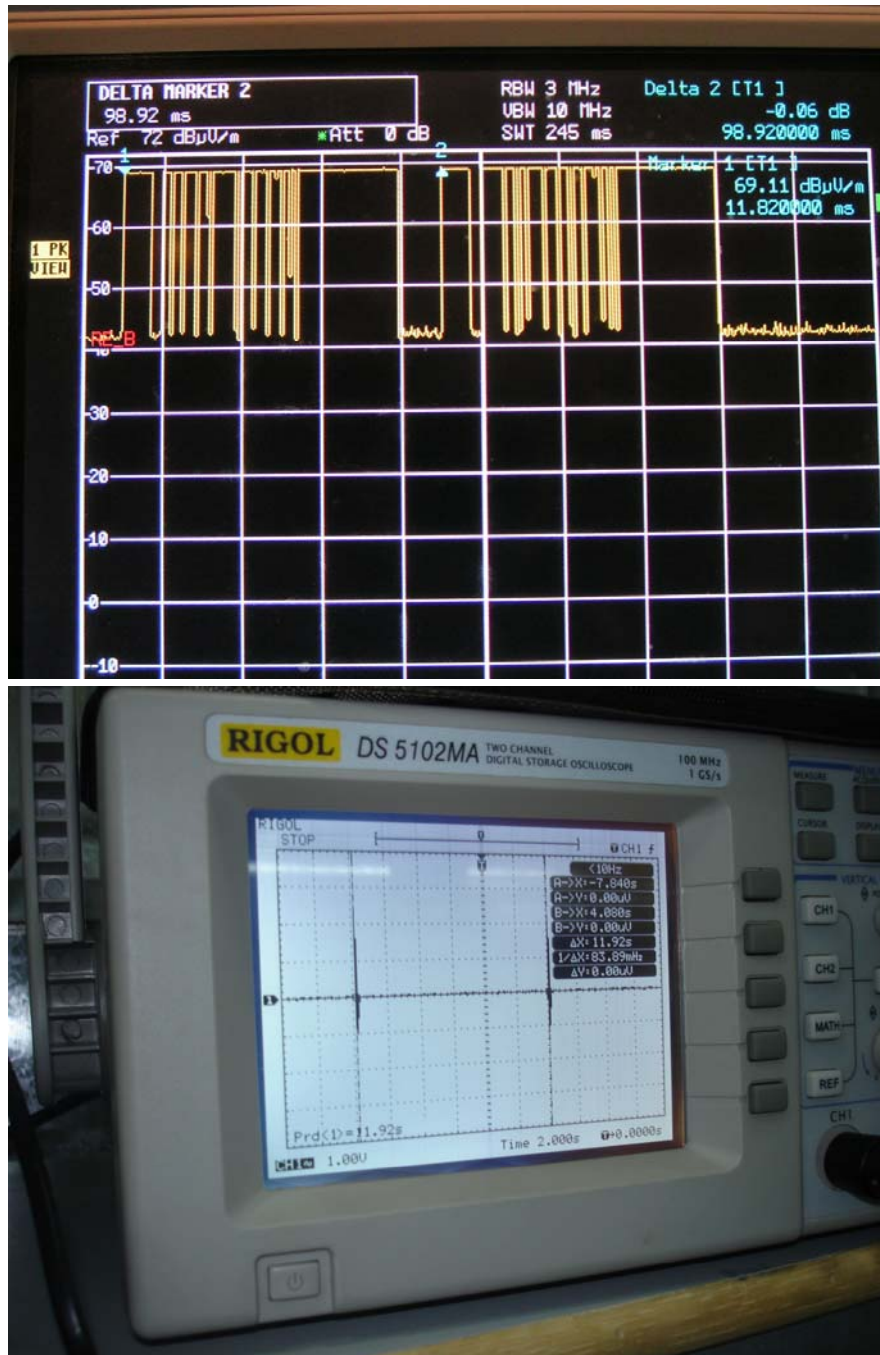 DELTA MARKER 2
98.92 ms
RBW 3 MHz
Delta 2 [T1 ]
VBW 10 MHz
-0.06 dB
Ref 72 dBµV/m
*Att 0 dB
SWT 245 ms
98.920000 ms
1
2
Marker 1 [T1 ]
69.11 dBµV/m
11.820000 ms
-70
-60
1 PK
VIEW
-50
RE_B
-40
-30
-20
-10
-0
--10
RIGOL DS 5102MA TWO CHANNEL
DIGITAL STORAGE OSCILLOSCOPE
100 MHz
1 GS/s
RIGOL
STOP
CH1
<10Hz
A->X:-7.840s
A->Y:0.00uV
B->X:4.080s
B->Y:0.00uV
ΔX:11.92s
1/ΔX:83.89mHz
ΔY:0.00uV
1
Prd(1)=11.92s
CH1 1.00V
Time 2.000s
T→0.0000s
MEASURE
CURSOR
VERTICAL
CH1
CH2
MATH
REF
CH1